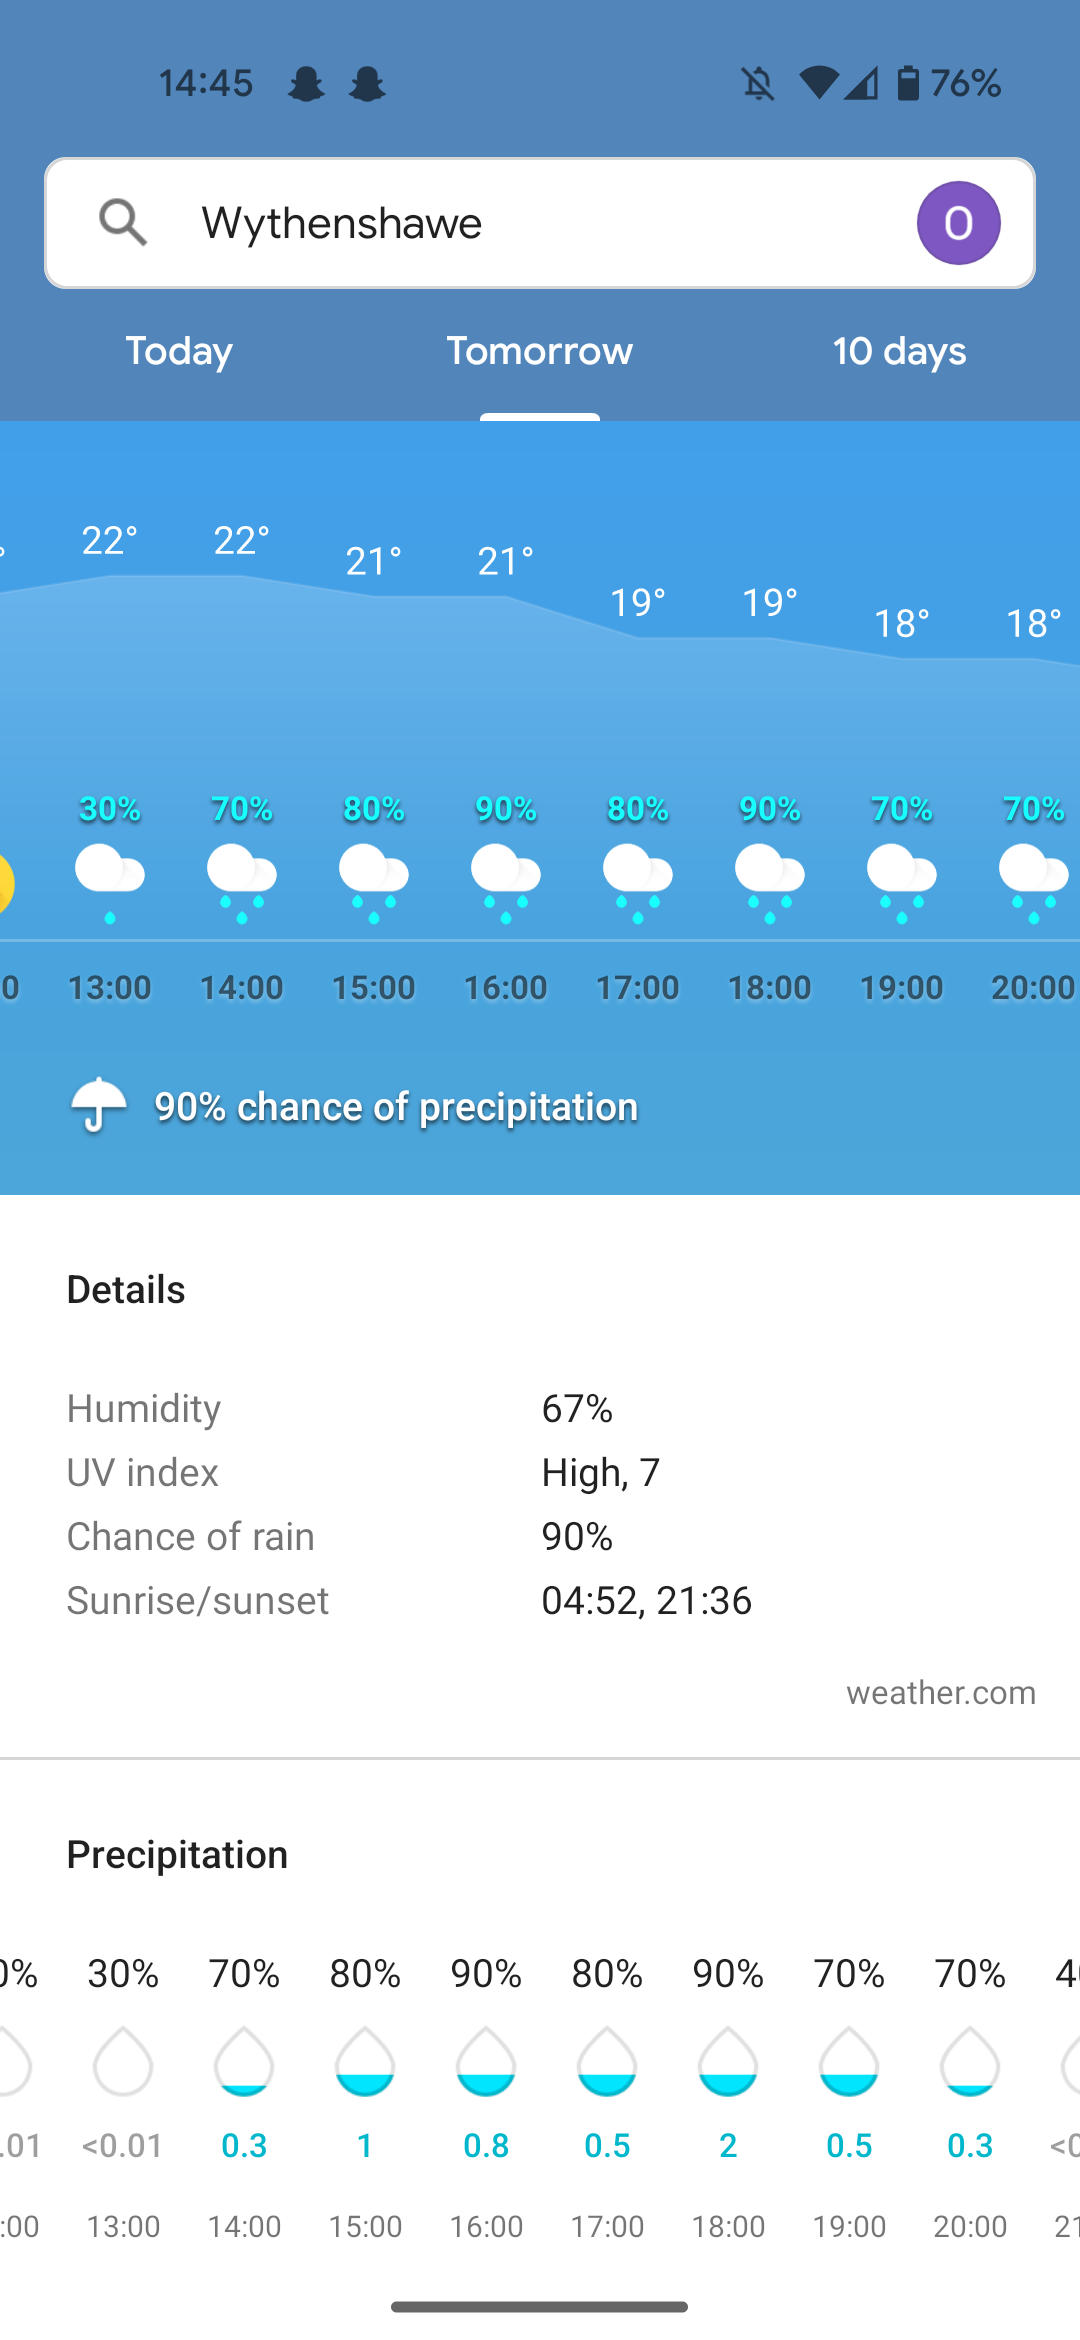 14:45 76%
Wythenshawe O
Today Tomorrow 10 days
22° 22° 21° 21° 19° 19° 18° 18°
30% 70% 80% 90% 80% 90% 70% 70%
13:00 14:00 15:00 16:00 17:00 18:00 19:00 20:00
90% chance of precipitation
Details
Humidity 67%
UV index High, 7
Chance of rain 90%
Sunrise/sunset 04:52, 21:36
weather.com
Precipitation
30% 70% 80% 90% 80% 90% 70% 70%
<0.01 0.3 1 0.8 0.5 2 0.5 0.3
13:00 14:00 15:00 16:00 17:00 18:00 19:00 20:00